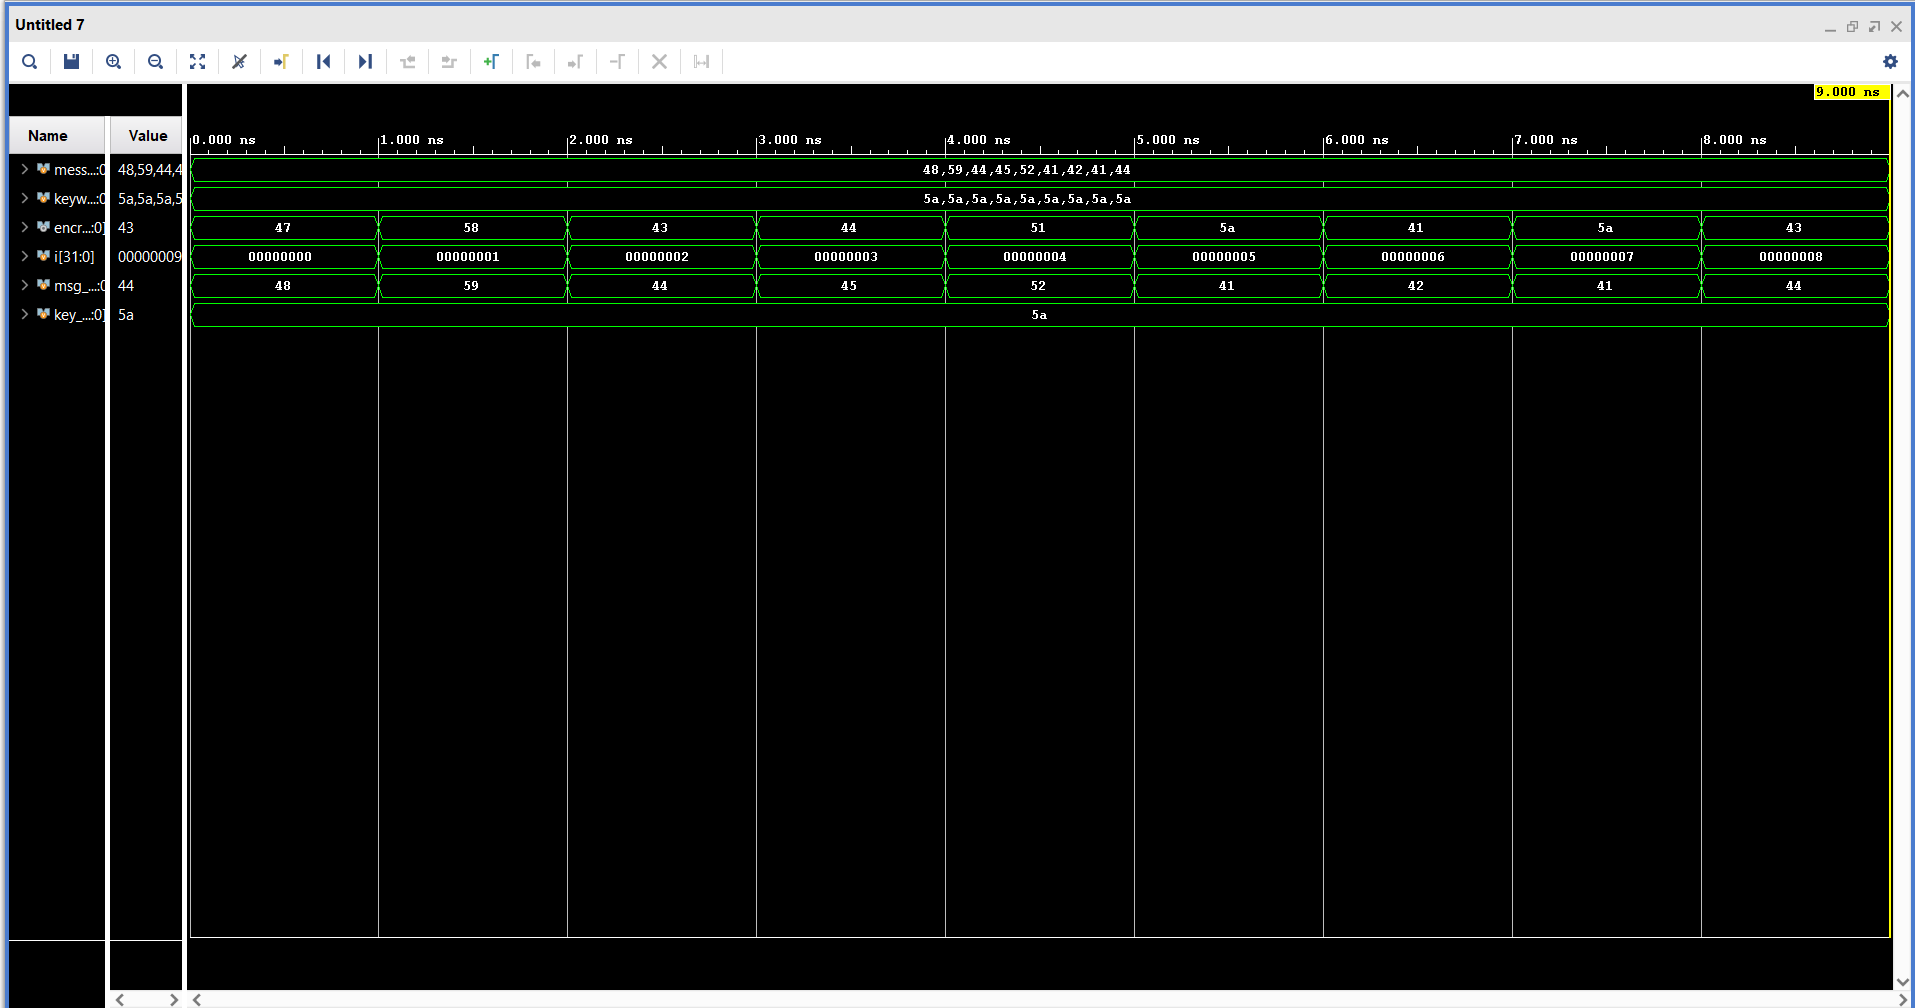 Untitled 7
9.000 ns
Name Value
0.000 ns 1.000 ns 2.000 ns 3.000 ns 4.000 ns 5.000 ns 6.000 ns 7.000 ns 8.000 ns
mess...:0 48,59,44,4 48,59,44,45,52,41,42,41,44
keyw...:0 5a,5a,5a,5 5a,5a,5a,5a,5a,5a,5a,5a,5a
encr...:0] 43 47 58 43 44 51 5a 41 5a 43
i[31:0] 00000009 00000000 00000001 00000002 00000003 00000004 00000005 00000006 00000007 00000008
msg_...:0 44 48 59 44 45 52 41 42 41 44
key_...:0] 5a 5a